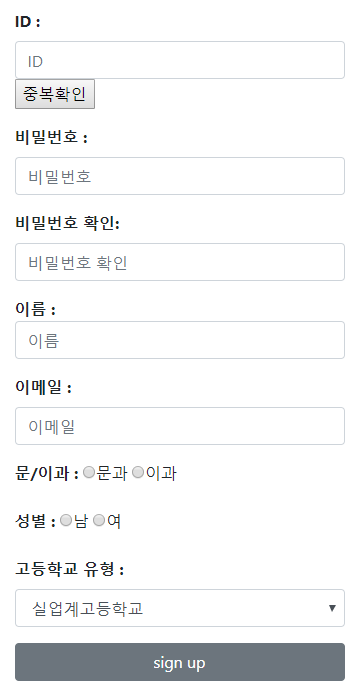 ID :
ID
중복확인
비밀번호 :
비밀번호
비밀번호 확인:
비밀번호 확인
이름 :
이름
이메일 :
이메일
문/이과 : 문과 이과
성별 : 남 여
고등학교 유형 :
실업계고등학교
sign up